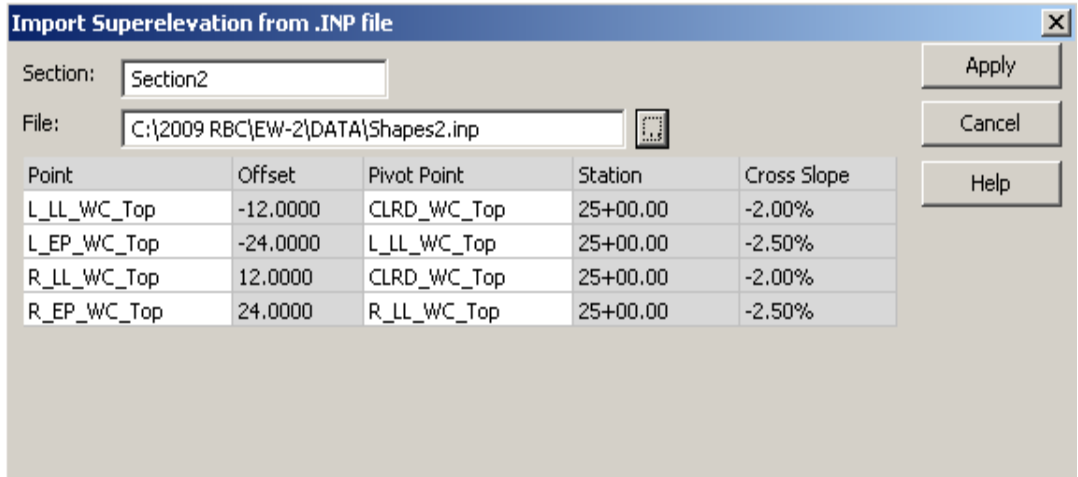 Import Superelevation from .INP file
Section: Section2
Apply
File: C:\2009 RBC\EW-2\DATA\Shapes2.inp ...
Cancel
Point Offset Pivot Point Station Cross Slope
Help
L_LL_WC_Top -12.0000 CLRD_WC_Top 25+00.00 -2.00%
L_EP_WC_Top -24.0000 L_LL_WC_Top 25+00.00 -2.50%
R_LL_WC_Top 12.0000 CLRD_WC_Top 25+00.00 -2.00%
R_EP_WC_Top 24.0000 R_LL_WC_Top 25+00.00 -2.50%